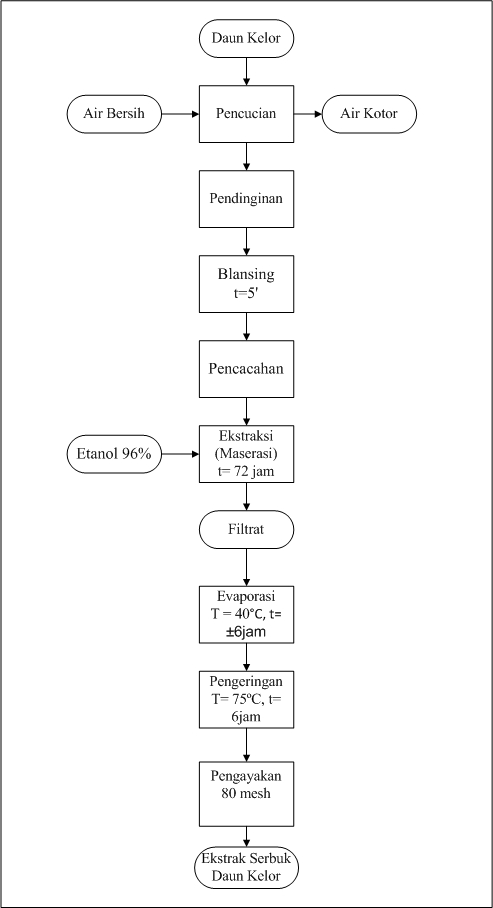 Daun Kelor
Air Bersih
Pencucian
Air Kotor
Pendinginan
Blansing
t=5'
Pencacahan
Etanol 96%
Ekstraksi
(Maserasi)
t= 72 jam
Filtrat
Evaporasi
T = 40°C, t=
±6jam
Pengeringan
T= 75ºC, t=
6jam
Pengayakan
80 mesh
Ekstrak Serbuk
Daun Kelor